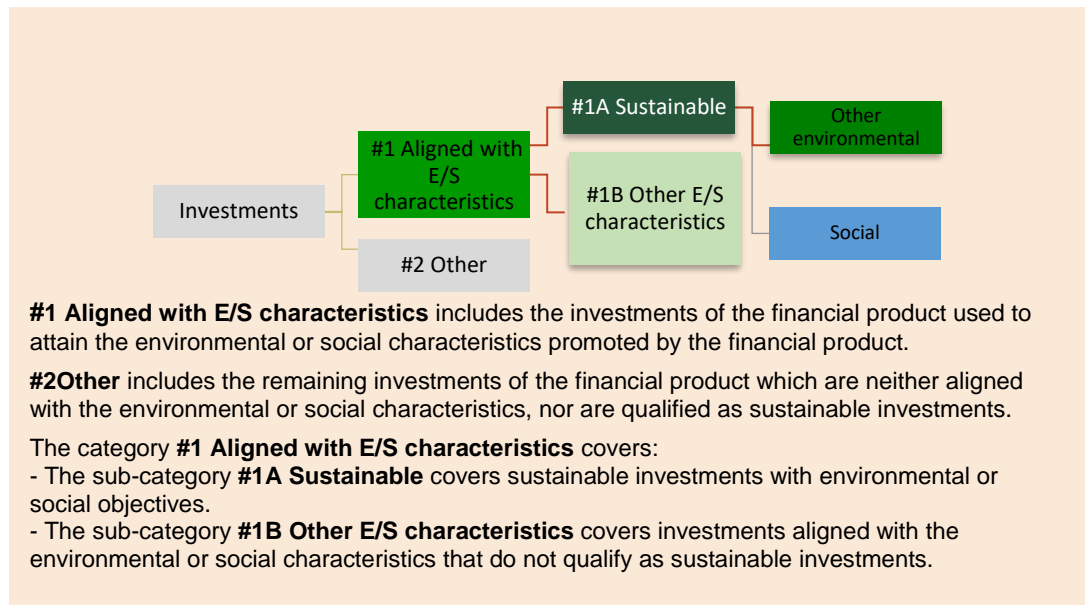 #1A Sustainable
Other
environmental
#1 Aligned with
E/S
characteristics
#1B Other E/S
characteristics
Investments
Social
#2 Other
#1 Aligned with E/S characteristics includes the investments of the financial product used to
attain the environmental or social characteristics promoted by the financial product.
#2Other includes the remaining investments of the financial product which are neither aligned
with the environmental or social characteristics, nor are qualified as sustainable investments.
The category #1 Aligned with E/S characteristics covers:
- The sub-category #1A Sustainable covers sustainable investments with environmental or
social objectives.
- The sub-category #1B Other E/S characteristics covers investments aligned with the
environmental or social characteristics that do not qualify as sustainable investments.